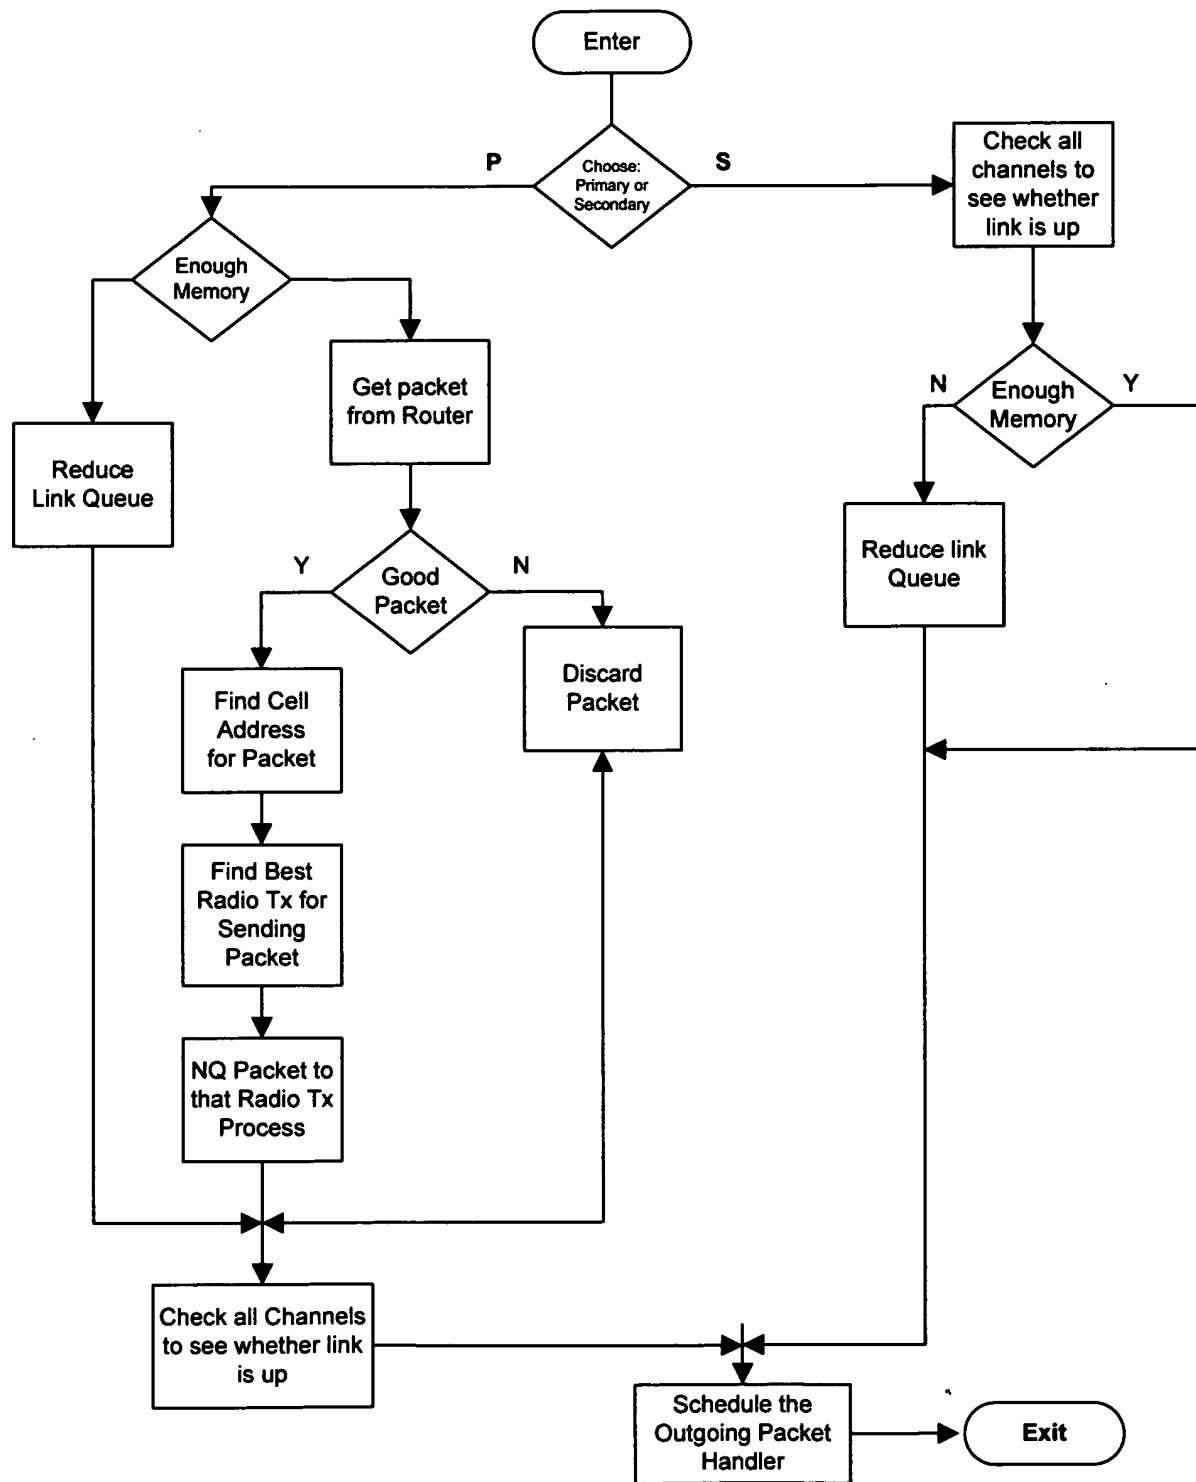 Enter
P
Choose:
Primary or
Secondary
S
Check all
channels to
see whether
link is up
Enough
Memory
Get packet
from Router
N
Enough
Memory
Y
Reduce
Link Queue
Reduce link
Queue
Y
Good
Packet
N
Discard
Packet
Find Cell
Address
for Packet
Find Best
Radio Tx for
Sending
Packet
NQ Packet to
that Radio Tx
Process
Check all Channels
to see whether link
is up
Schedule the
Outgoing Packet
Handler
Exit